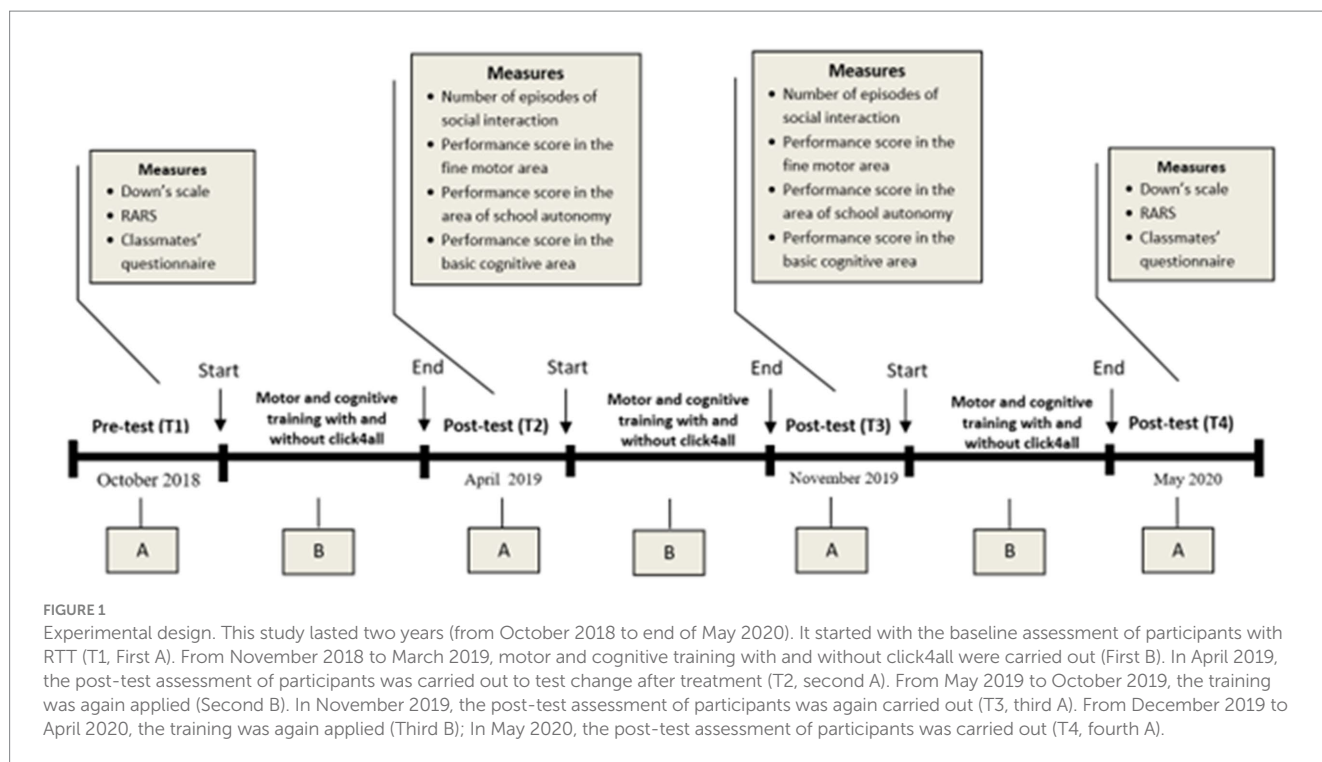 Measures
• Down's scale
• RARS
• Classmates'
questionnaire
Measures
• Number of episodes of
social interaction
• Performance score in the
fine motor area
• Performance score in the
area of school autonomy
• Performance score in the
basic cognitive area
Measures
• Number of episodes of
social interaction
• Performance score in the
fine motor area
• Performance score in the
area of school autonomy
• Performance score in the
basic cognitive area
Measures
• Down's scale
• RARS
• Classmates'
questionnaire
Start
End
Start
End
Start
End
Pre-test (T1)
Motor and cognitive
training with and
without click4all
Post-test (T2)
Motor and cognitive
training with and
without click4all
Post-test (T3)
Motor and cognitive
training with and
without click4all
Post-test (T4)
October 2018
April 2019
November 2019
May 2020
A
B
A
B
A
B
A
FIGURE 1
Experimental design. This study lasted two years (from October 2018 to end of May 2020). It started with the baseline assessment of participants with
RTT (T1, First A). From November 2018 to March 2019, motor and cognitive training with and without click4all were carried out (First B). In April 2019,
the post-test assessment of participants was carried out to test change after treatment (T2, second A). From May 2019 to October 2019, the training
was again applied (Second B). In November 2019, the post-test assessment of participants was again carried out (T3, third A). From December 2019 to
April 2020, the training was again applied (Third B); In May 2020, the post-test assessment of participants was carried out (T4, fourth A).